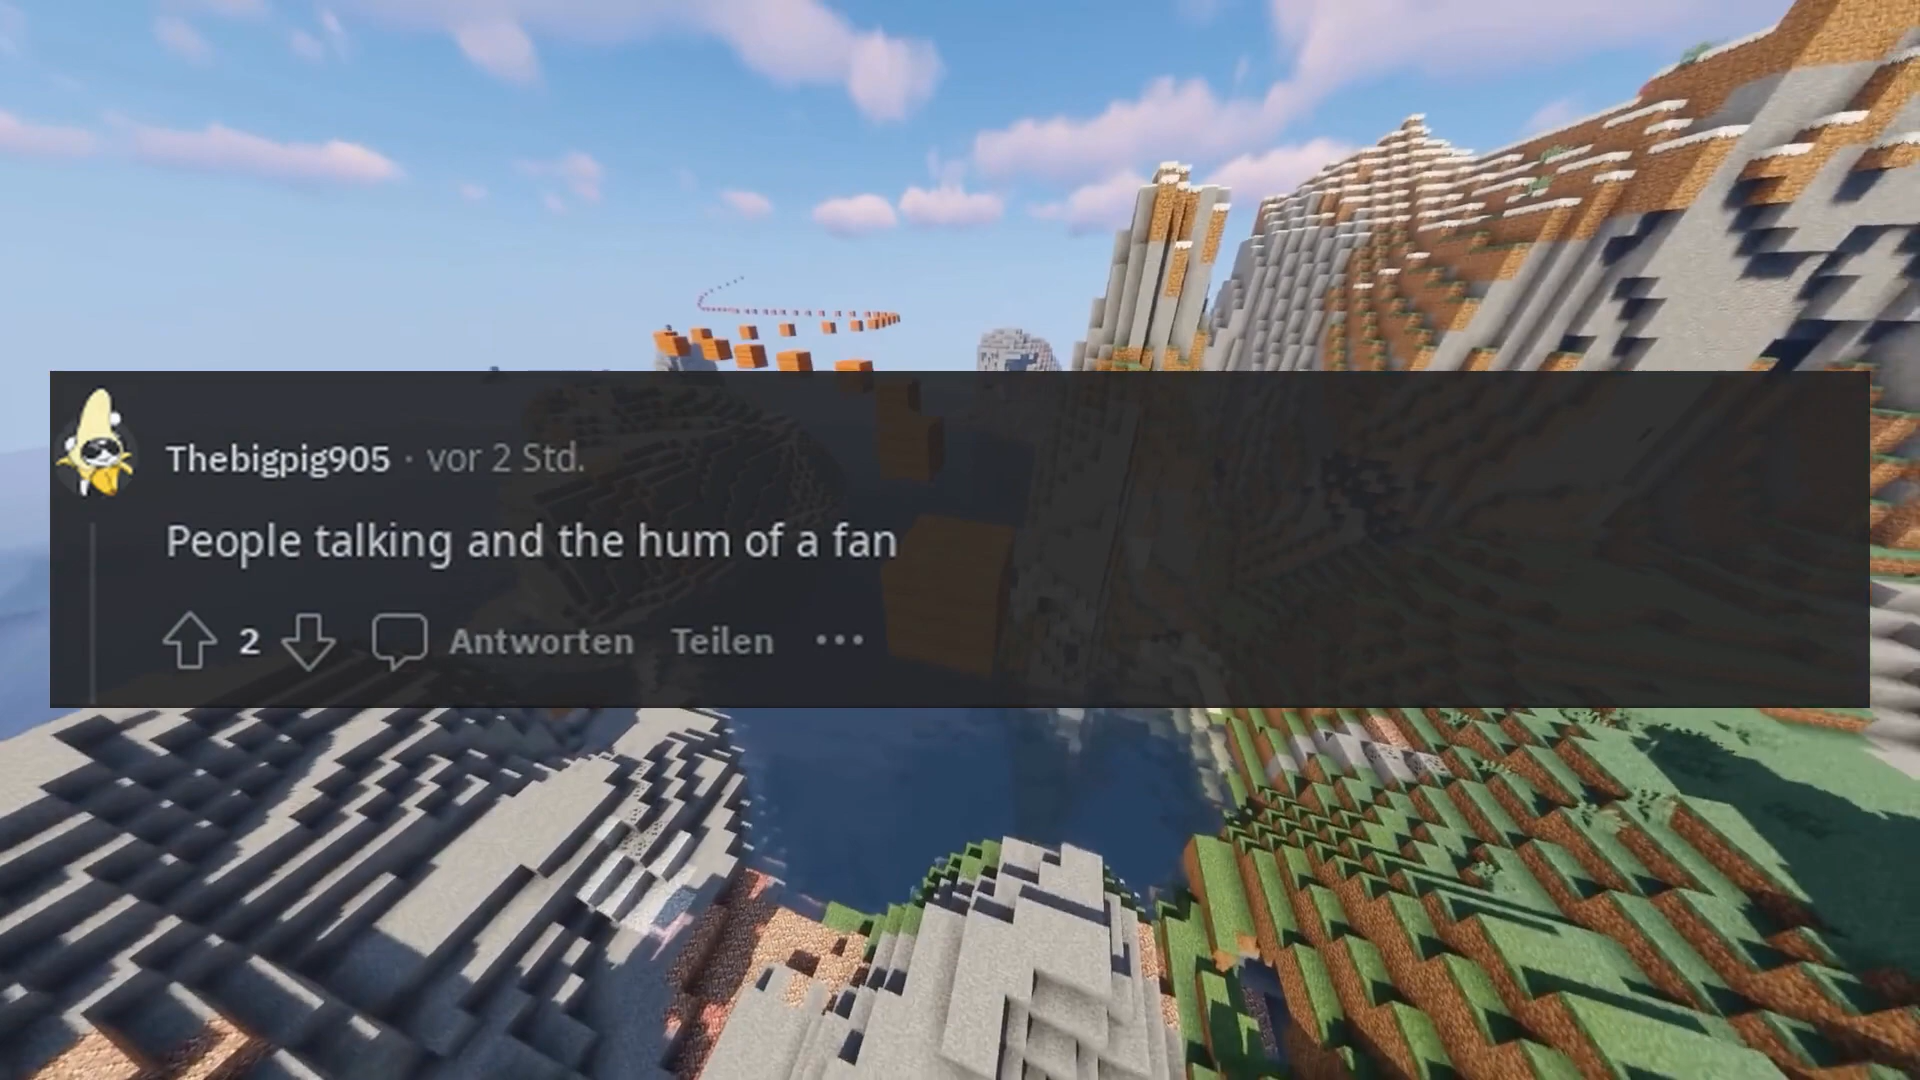 Thebigpig905 · vor 2 Std.
People talking and the hum of a fan
2 Antworten Teilen ...